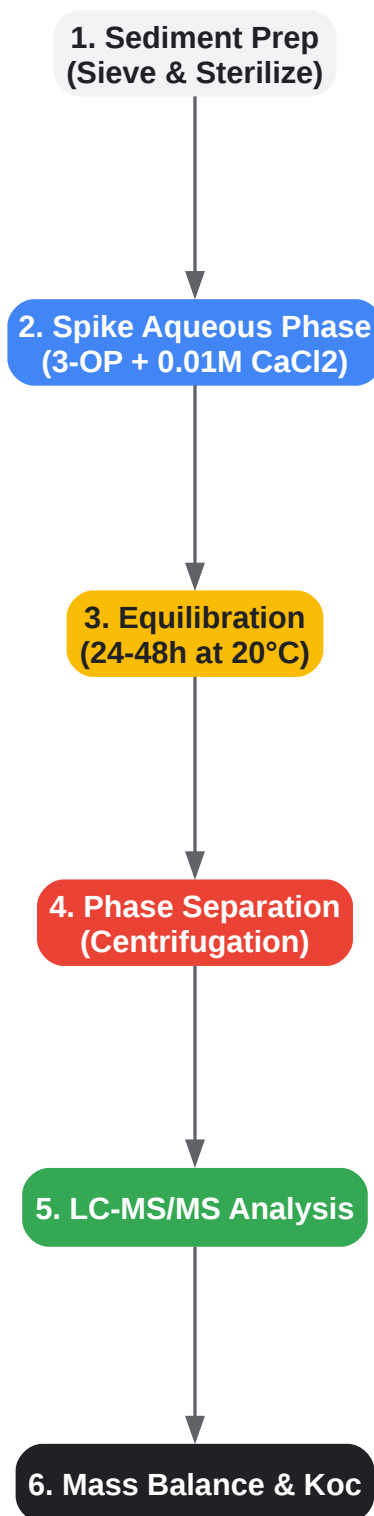 1. Sediment Prep
(Sieve & Sterilize)
2. Spike Aqueous Phase
(3-OP + 0.01M CaCl2)
3. Equilibration
(24-48h at 20°C)
4. Phase Separation
(Centrifugation)
5. LC-MS/MS Analysis
6. Mass Balance & Koc